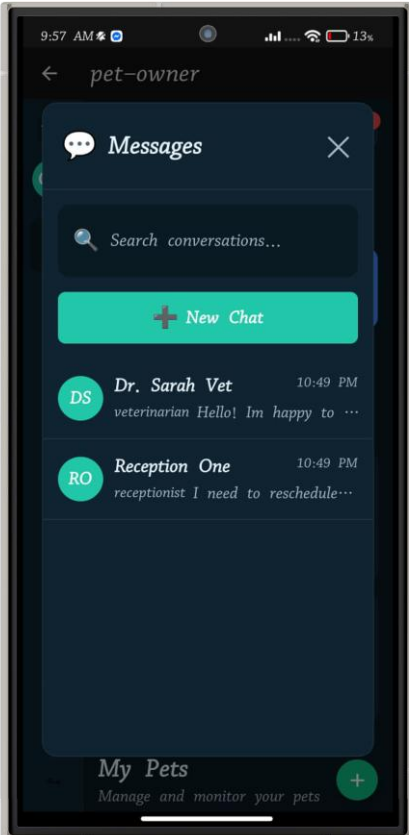 9:57 AM 13%
pet-owner
Messages
Search conversations...
New Chat
Dr. Sarah Vet 10:49 PM
DS
veterinarian Hello! Im happy to ...
Reception One 10:49 PM
RO
receptionist I need to reschedule...
My Pets
Manage and monitor your pets